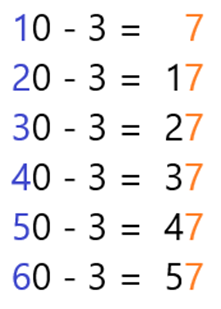 10 - 3 = 7
20 - 3 = 17
30 - 3 = 27
40 - 3 = 37
50 - 3 = 47
60 - 3 = 57